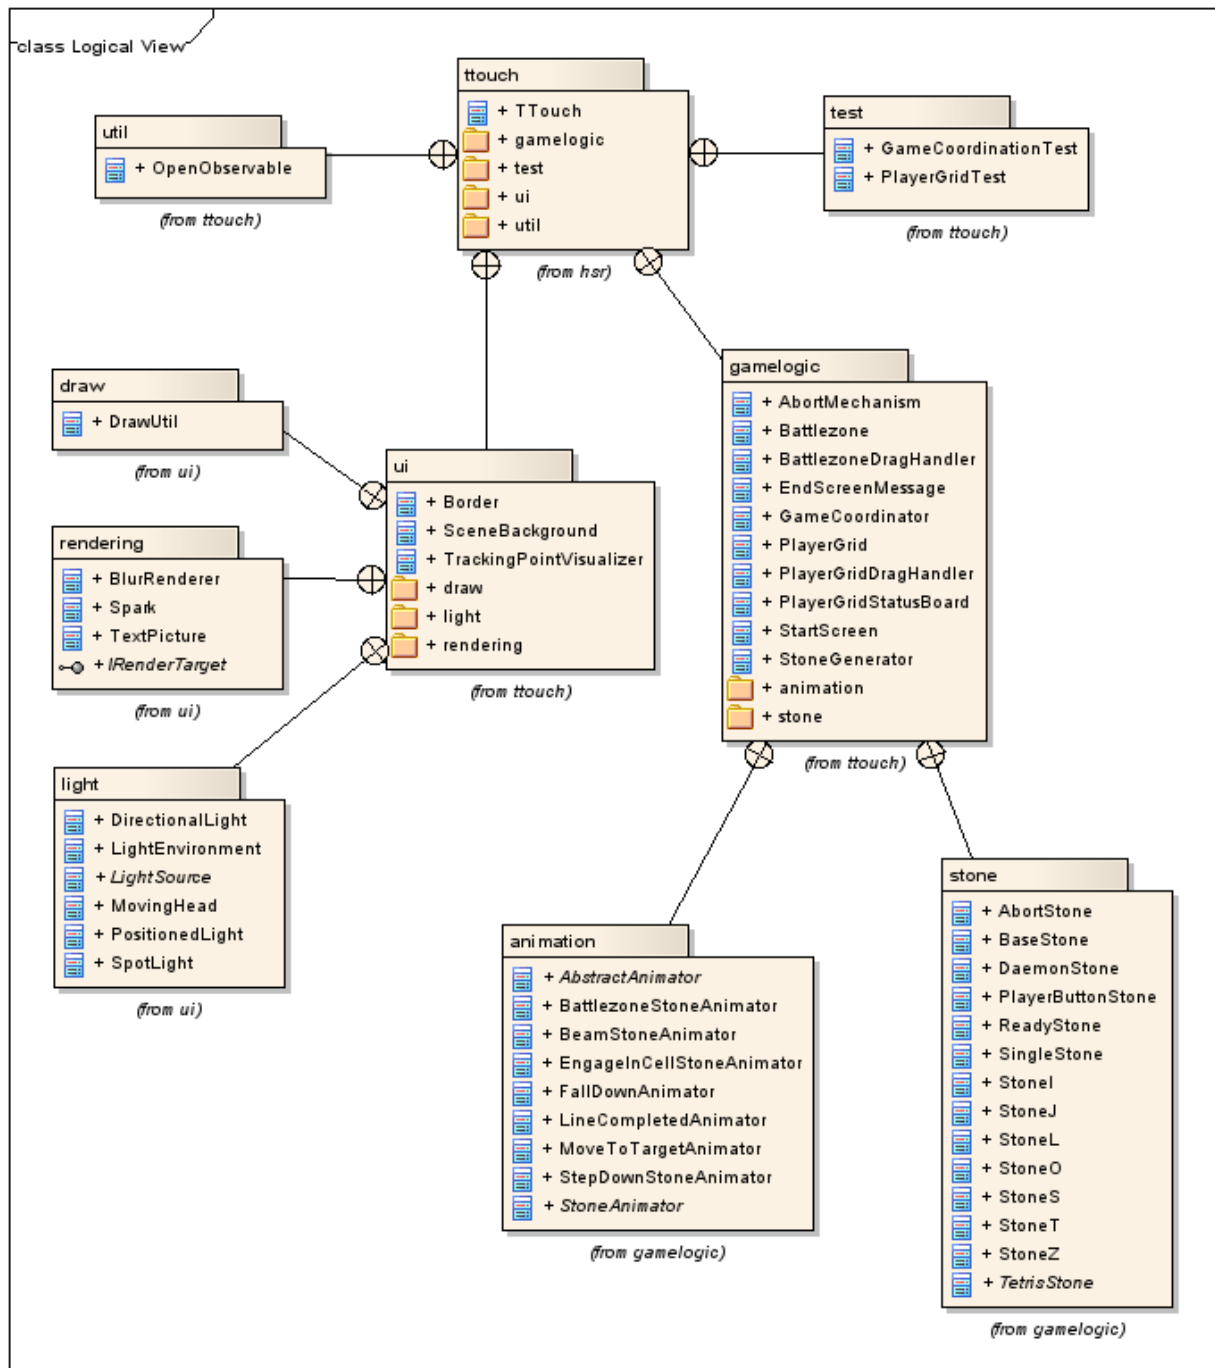 class Logical View
ttouch
+ TTouch
+ gamelogic
+ test
+ ui
+ util
(from hsr)
util
+ OpenObservable
(from ttouch)
test
+ GameCoordinationTest
+ PlayerGridTest
(from ttouch)
draw
+ DrawUtil
(from ui)
rendering
+ BlurRenderer
+ Spark
+ TextPicture
+ IRenderTarget
(from ui)
light
+ DirectionalLight
+ LightEnvironment
+ LightSource
+ MovingHead
+ PositionedLight
+ SpotLight
(from ui)
ui
+ Border
+ SceneBackground
+ TrackingPointVisualizer
+ draw
+ light
+ rendering
(from ttouch)
gamelogic
+ AbortMechanism
+ Battlezone
+ BattlezoneDragHandler
+ EndScreenMessage
+ GameCoordinator
+ PlayerGrid
+ PlayerGridDragHandler
+ PlayerGridStatusBoard
+ StartScreen
+ StoneGenerator
+ animation
+ stone
(from ttouch)
animation
+ AbstractAnimator
+ BattlezoneStoneAnimator
+ BeamStoneAnimator
+ EngageInCellStoneAnimator
+ FallDownAnimator
+ LineCompletedAnimator
+ MoveToTargetAnimator
+ StepDownStoneAnimator
+ StoneAnimator
(from gamelogic)
stone
+ AbortStone
+ BaseStone
+ DaemonStone
+ PlayerButtonStone
+ ReadyStone
+ SingleStone
+ StoneI
+ StoneJ
+ StoneL
+ StoneO
+ StoneS
+ StoneT
+ StoneZ
+ TetrisStone
(from gamelogic)